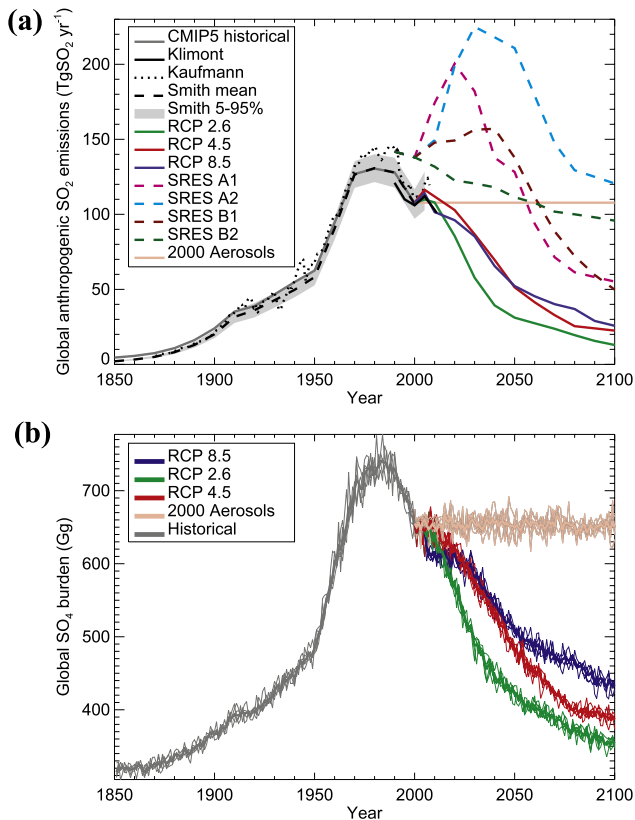 (a)
Global anthropogenic SO2 emissions (TgSO2 yr-1)
200
150
100
50
0
CMIP5 historical
Klimont
Kaufmann
Smith mean
Smith 5-95%
RCP 2.6
RCP 4.5
RCP 8.5
SRES A1
SRES A2
SRES B1
SRES B2
2000 Aerosols
1850 1900 1950 2000 2050 2100
Year
(b)
Global SO4 burden (Gg)
700
600
500
400
RCP 8.5
RCP 2.6
RCP 4.5
2000 Aerosols
Historical
1850 1900 1950 2000 2050 2100
Year